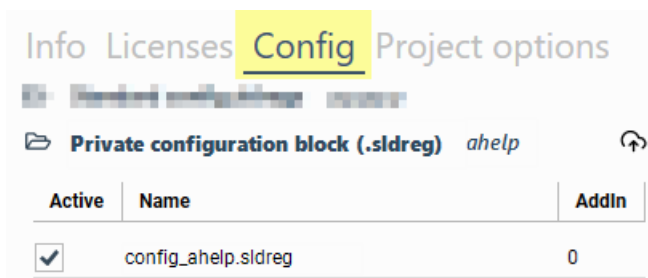 Info Licenses Config Project options
Private configuration block (.sldreg) ahelp
Active Name AddIn
config_ahelp.sldreg 0